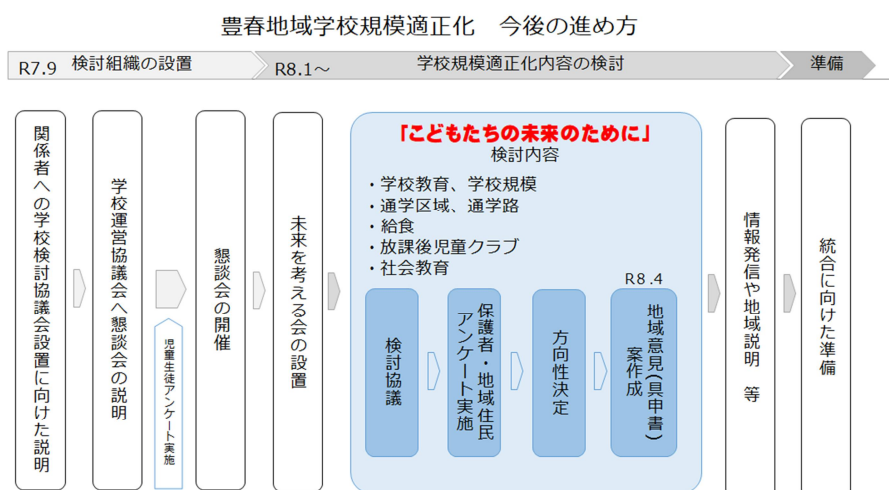 豊春地域学校規模適正化　今後の進め方
R7.9 検討組織の設置
R8.1～ 学校規模適正化内容の検討
準備
関係者への学校検討協議会設置に向けた説明
学校運営協議会へ懇談会の説明
児童生徒アンケート実施
懇談会の開催
未来を考える会の設置
「こどもたちの未来のために」
検討内容
・学校教育、学校規模
・通学区域、通学路
・給食
・放課後児童クラブ
・社会教育
検討協議
保護者・地域住民
アンケート実施
方向性決定
R8.4
地域意見(具申書)
案作成
情報発信や地域説明　等
統合に向けた準備